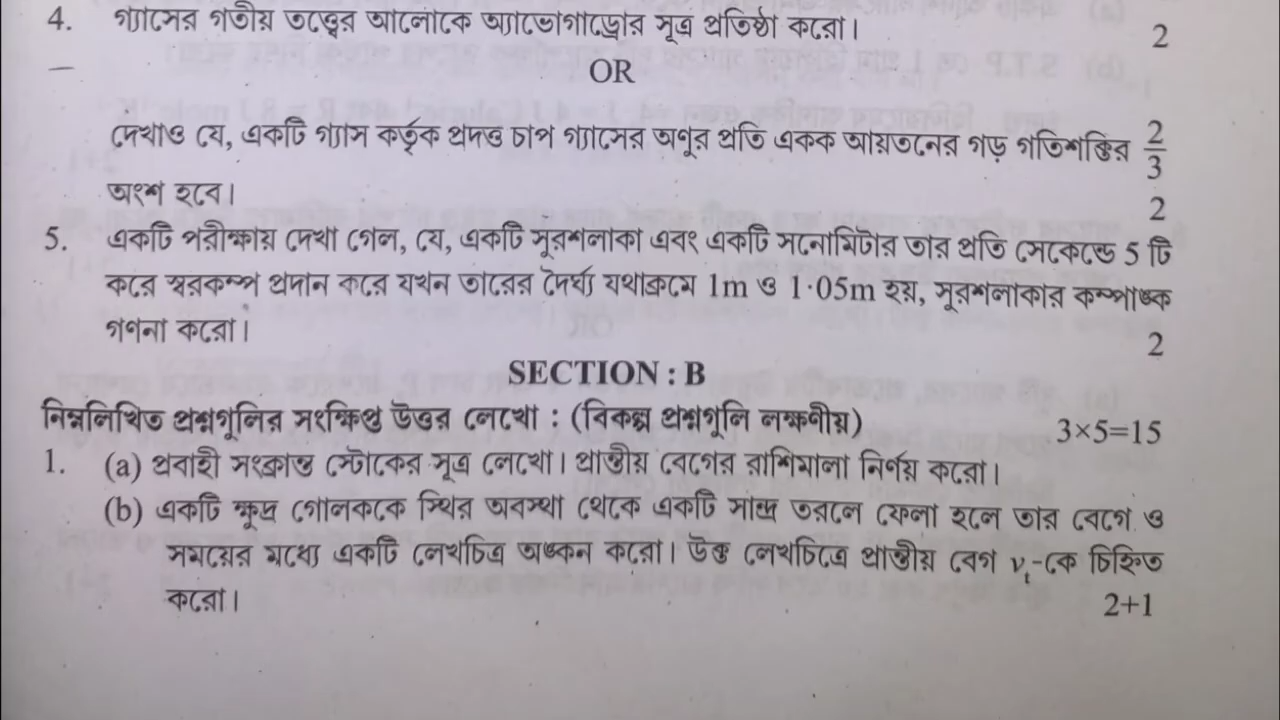 4. গ্যাসের গতীয় তত্ত্বের আলোকে অ্যাভোগাড্রোর সূত্র প্রতিষ্ঠা করো। 2
OR
দেখাও যে, একটি গ্যাস কর্তৃক প্রদত্ত চাপ গ্যাসের অণুর প্রতি একক আয়তনের গড় গতিশক্তির 2/3
অংশ হবে। 2
5. একটি পরীক্ষায় দেখা গেল, যে, একটি সুরশলাকা এবং একটি সনোমিটার তার প্রতি সেকেন্ডে 5 টি
করে স্বরকম্প প্রদান করে যখন তারের দৈর্ঘ্য যথাক্রমে 1m ও 1·05m হয়, সুরশলাকার কম্পাঙ্ক
গণনা করো। 2
SECTION : B
নিম্নলিখিত প্রশ্নগুলির সংক্ষিপ্ত উত্তর লেখো : (বিকল্প প্রশ্নগুলি লক্ষণীয়) 3×5=15
1. (a) প্রবাহী সংক্রান্ত স্টোকের সূত্র লেখো। প্রান্তীয় বেগের রাশিমালা নির্ণয় করো।
(b) একটি ক্ষুদ্র গোলককে স্থির অবস্থা থেকে একটি সান্দ্র তরলে ফেলা হলে তার বেগ ও
সময়ের মধ্যে একটি লেখচিত্র অঙ্কন করো। উক্ত লেখচিত্রে প্রান্তীয় বেগ v_t-কে চিহ্নিত
করো। 2+1